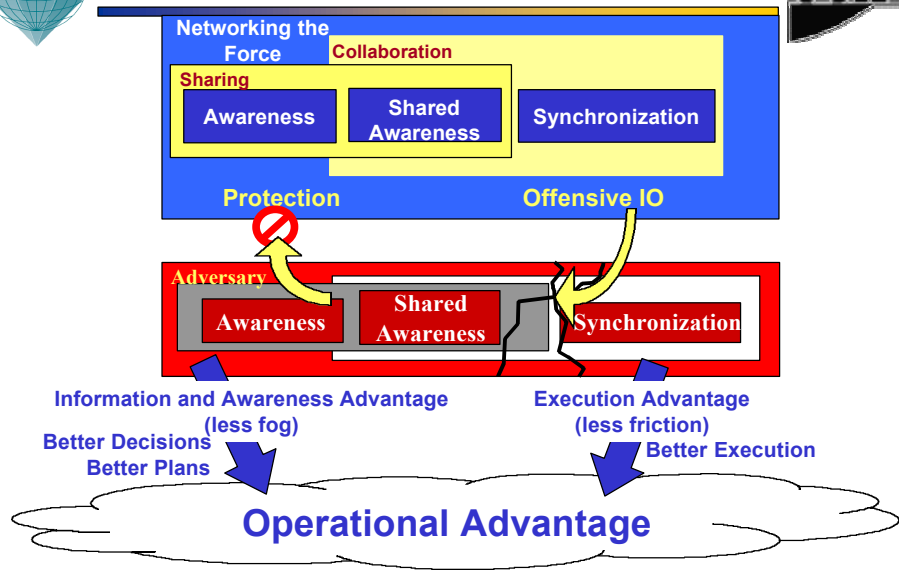 Networking the
Force
Collaboration
Sharing
Awareness
Shared
Awareness
Synchronization
Protection
Offensive IO
Adversary
Awareness
Shared
Awareness
Synchronization
Information and Awareness Advantage
(less fog)
Execution Advantage
(less friction)
Better Decisions
Better Plans
Better Execution
Operational Advantage